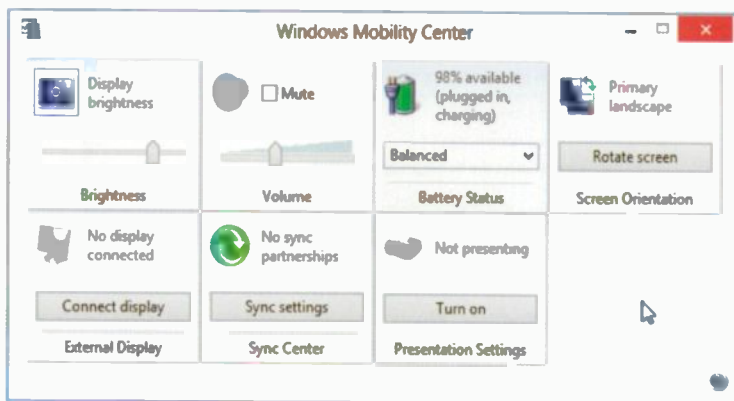 Windows Mobility Center
Display
brightness
Brightness
Mute
Volume
98% available
(plugged in,
charging)
Balanced
Battery Status
Primary
landscape
Rotate screen
Screen Orientation
No display
connected
Connect display
External Display
No sync
partnerships
Sync settings
Sync Center
Not presenting
Turn on
Presentation Settings